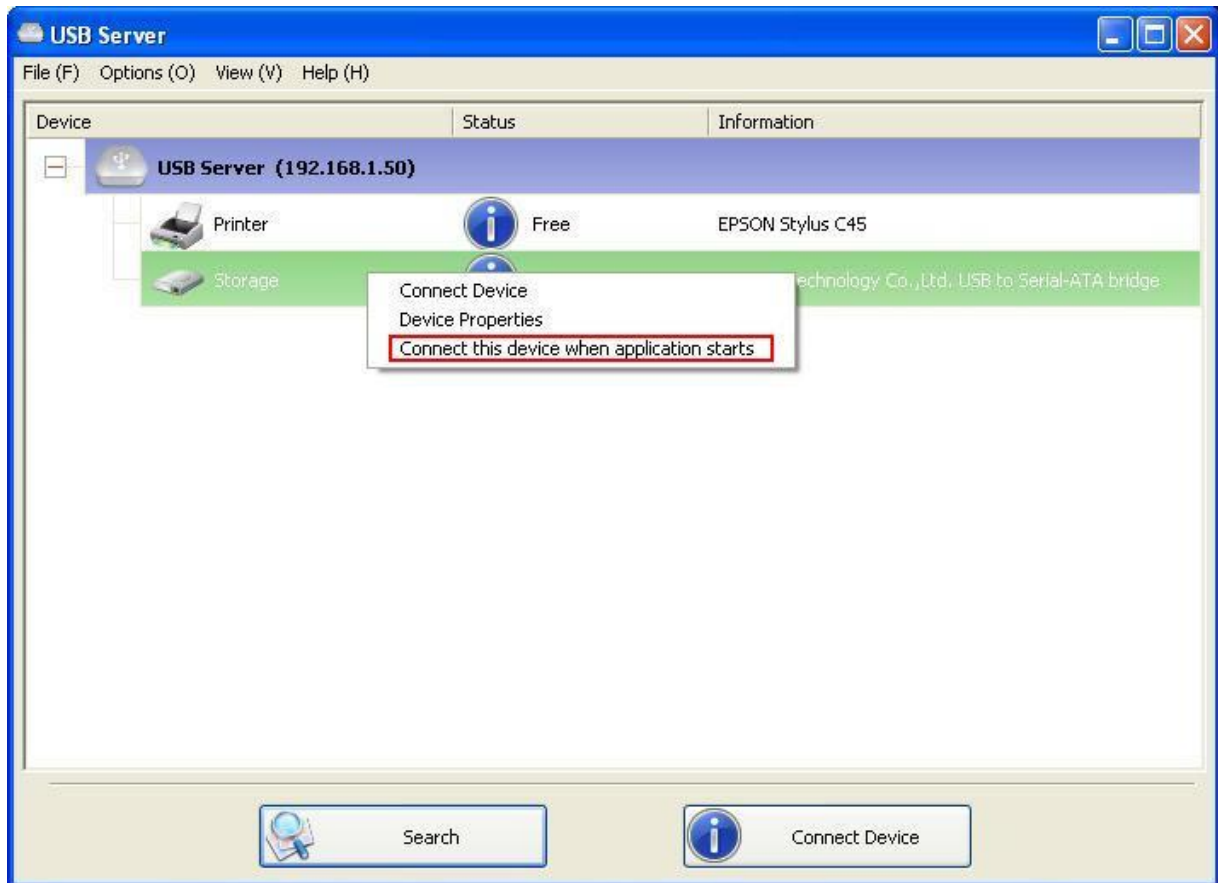 USB Server
File (F) Options (O) View (V) Help (H)
Device Status Information
USB Server (192.168.1.50)
Printer Free EPSON Stylus C45
Storage Technology Co.,Ltd. USB to Serial-ATA bridge
Connect Device
Device Properties
Connect this device when application starts
Search Connect Device